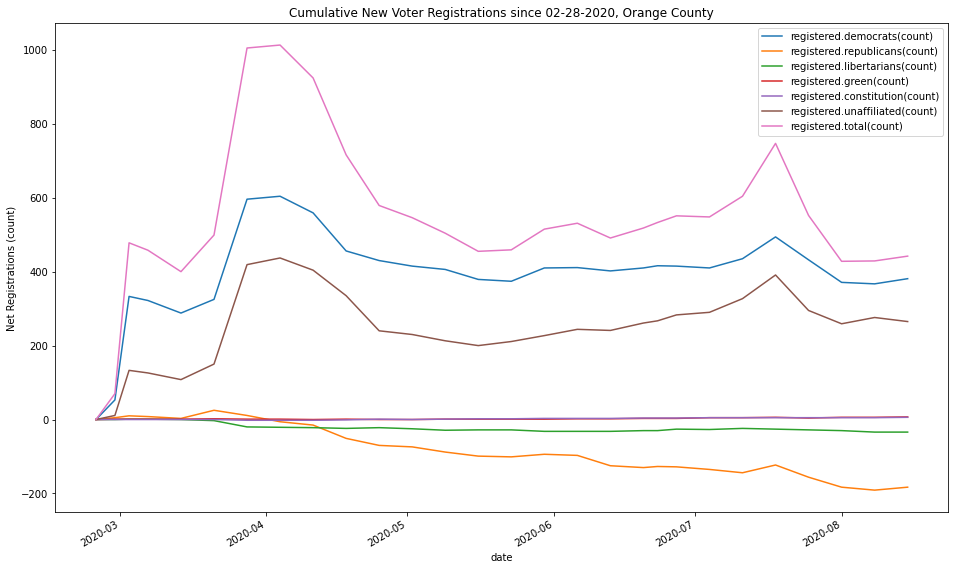 Cumulative New Voter Registrations since 02-28-2020, Orange County
registered.democrats(count)
registered.republicans(count)
registered.libertarians(count)
registered.green(count)
registered.constitution(count)
registered.unaffiliated(count)
registered.total(count)
Net Registrations (count)
1000
800
600
400
200
0
−200
2020-03
2020-04
2020-05
2020-06
2020-07
2020-08
date